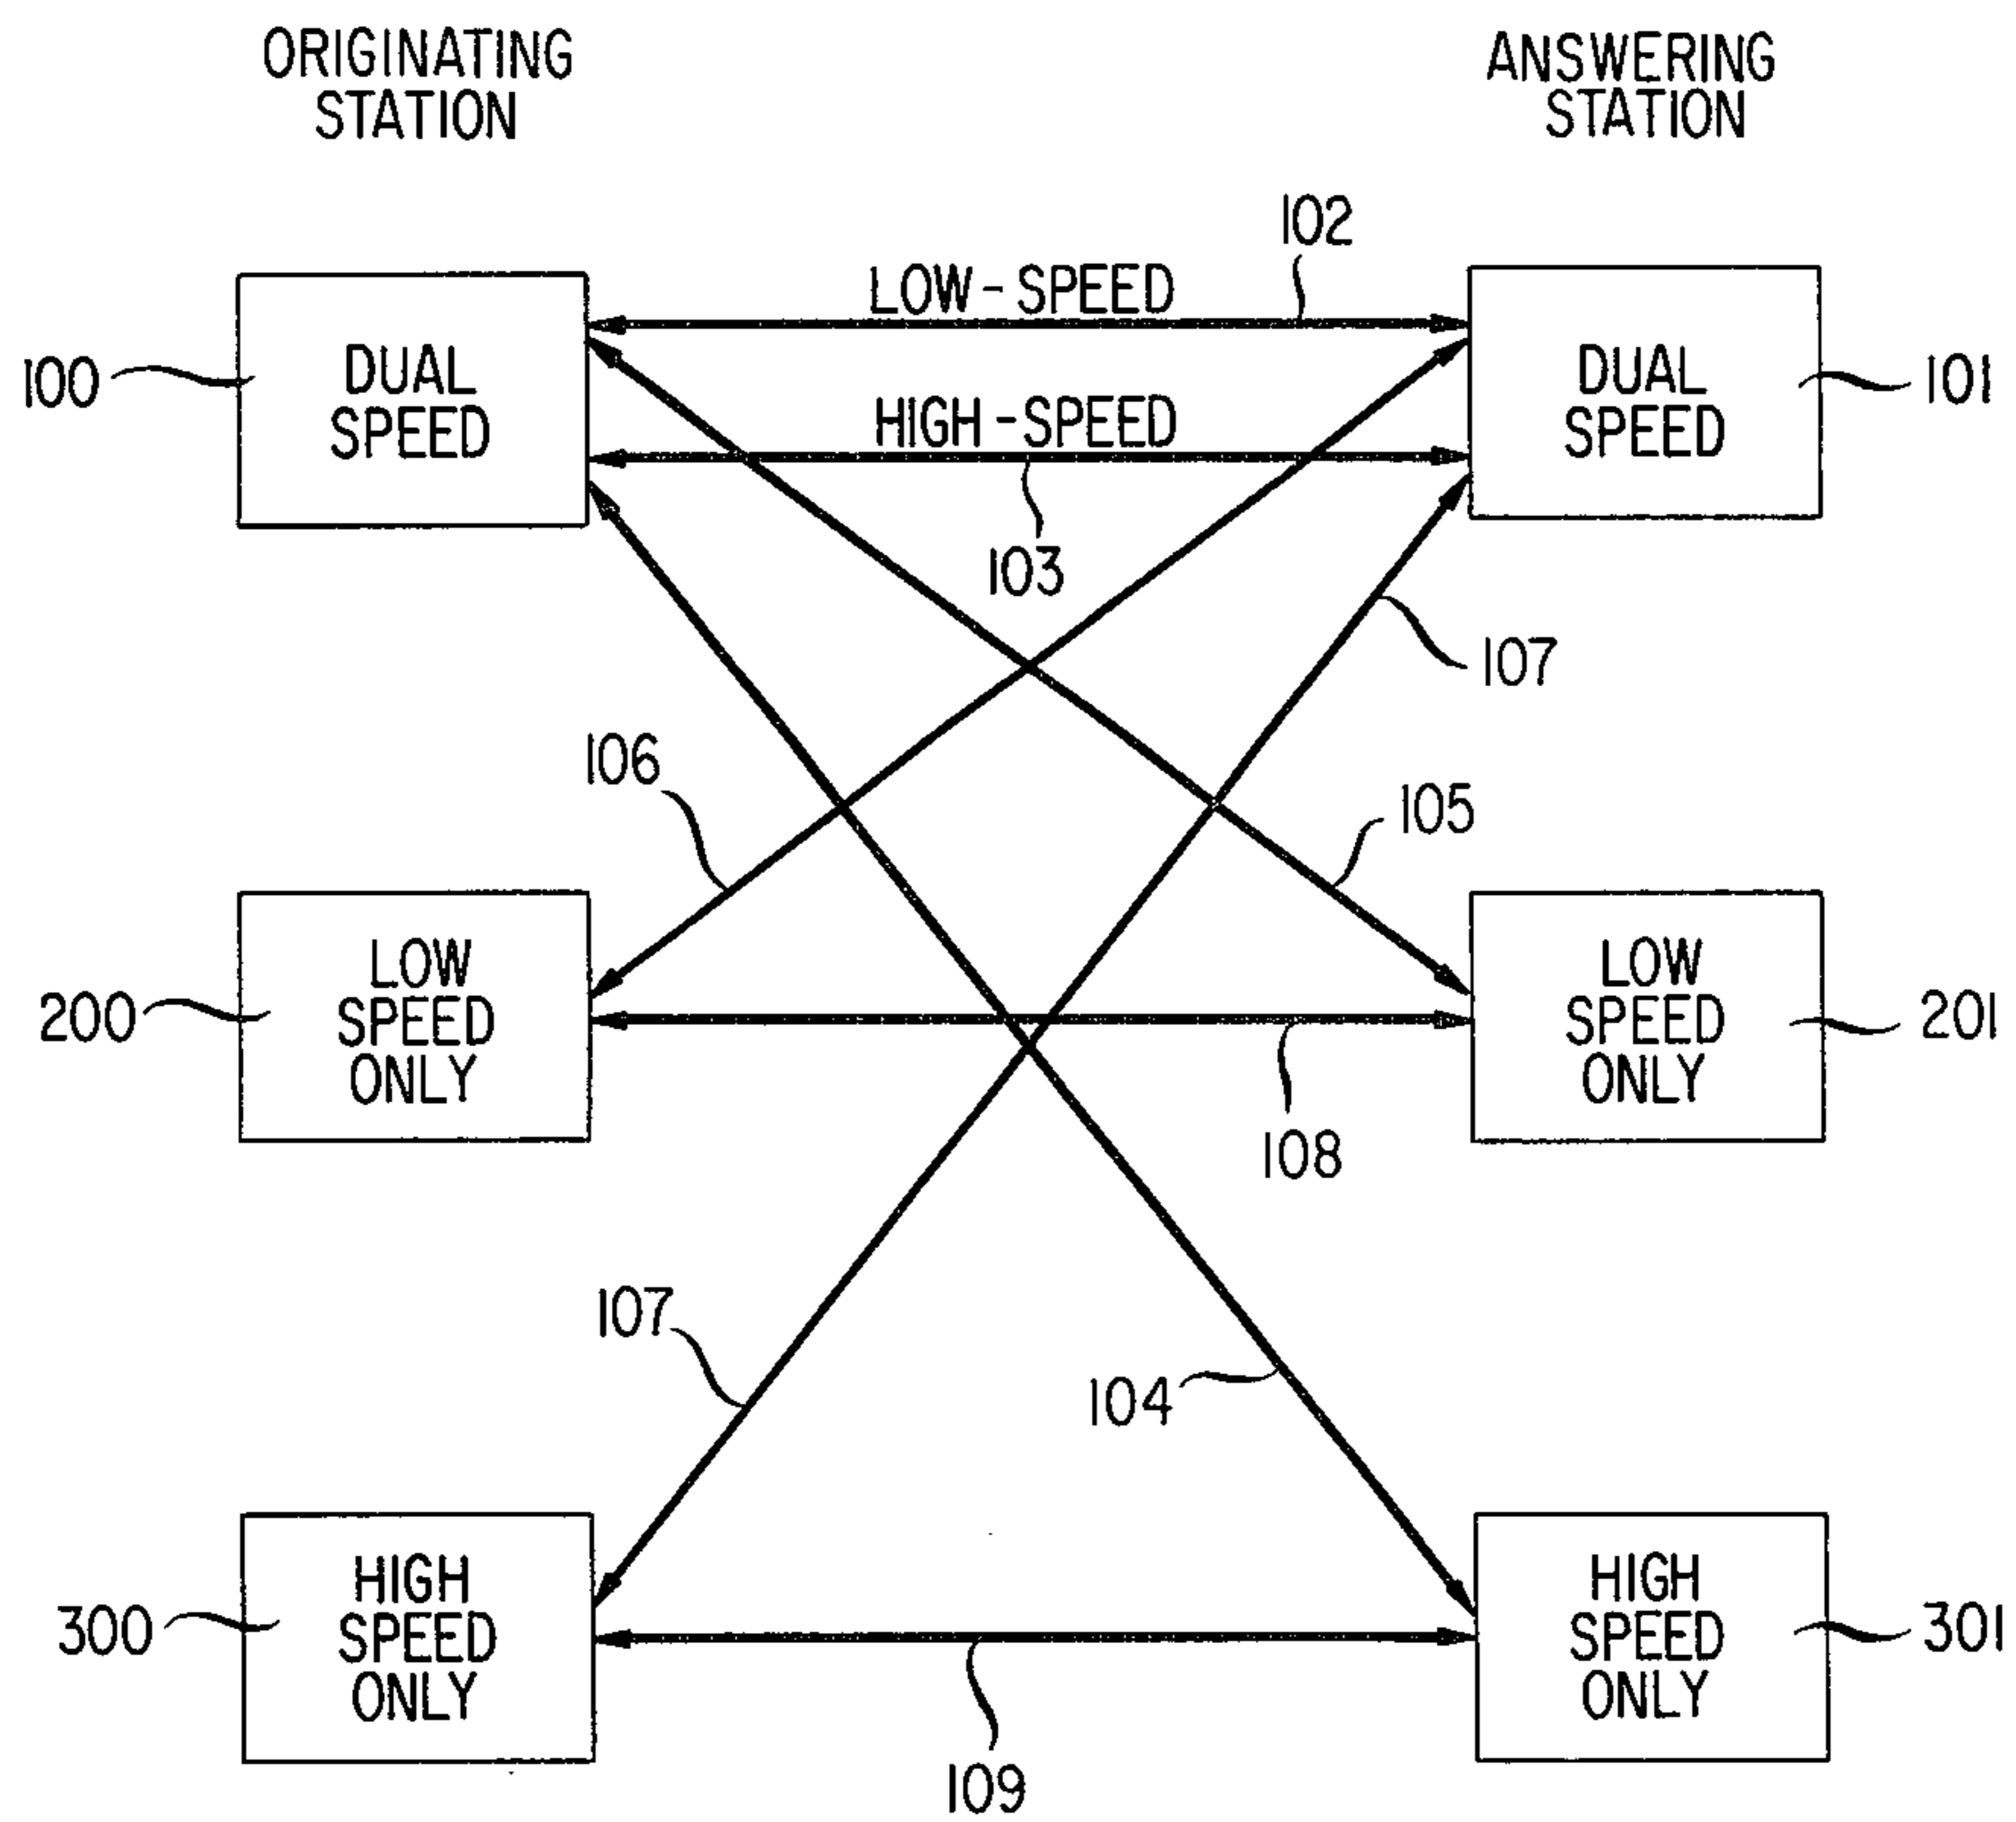 ORIGINATING
STATION
ANSWERING
STATION
102
LOW-SPEED
100
DUAL
SPEED
HIGH-SPEED
DUAL
SPEED
101
103
107
106
105
200
LOW
SPEED
ONLY
LOW
SPEED
ONLY
201
108
107
104
300
HIGH
SPEED
ONLY
HIGH
SPEED
ONLY
301
109